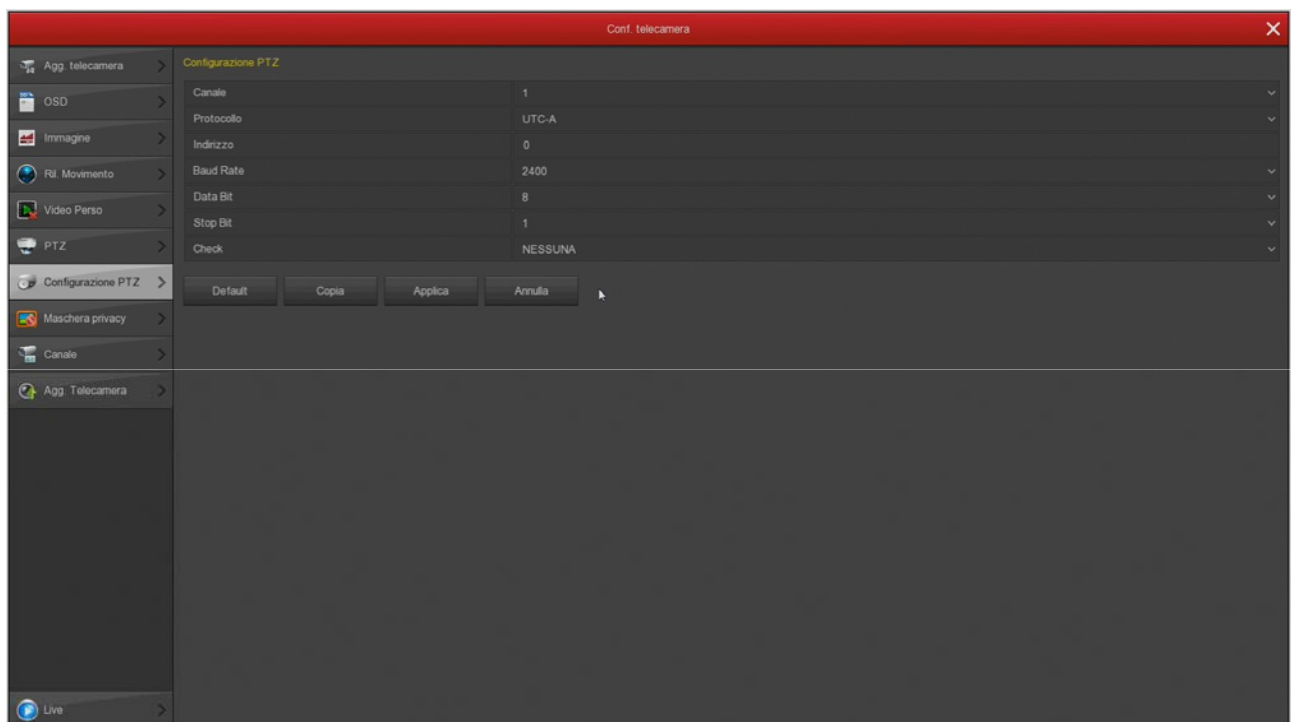 Conf. telecamera
Agg. telecamera
OSD
Immagine
Ril. Movimento
Video Perso
PTZ
Configurazione PTZ
Maschera privacy
Canale
Agg. Telecamera
Live
Configurazione PTZ
Canale 1
Protocollo UTC-A
Indirizzo 0
Baud Rate 2400
Data Bit 8
Stop Bit 1
Check NESSUNA
Default Copia Applica Annulla